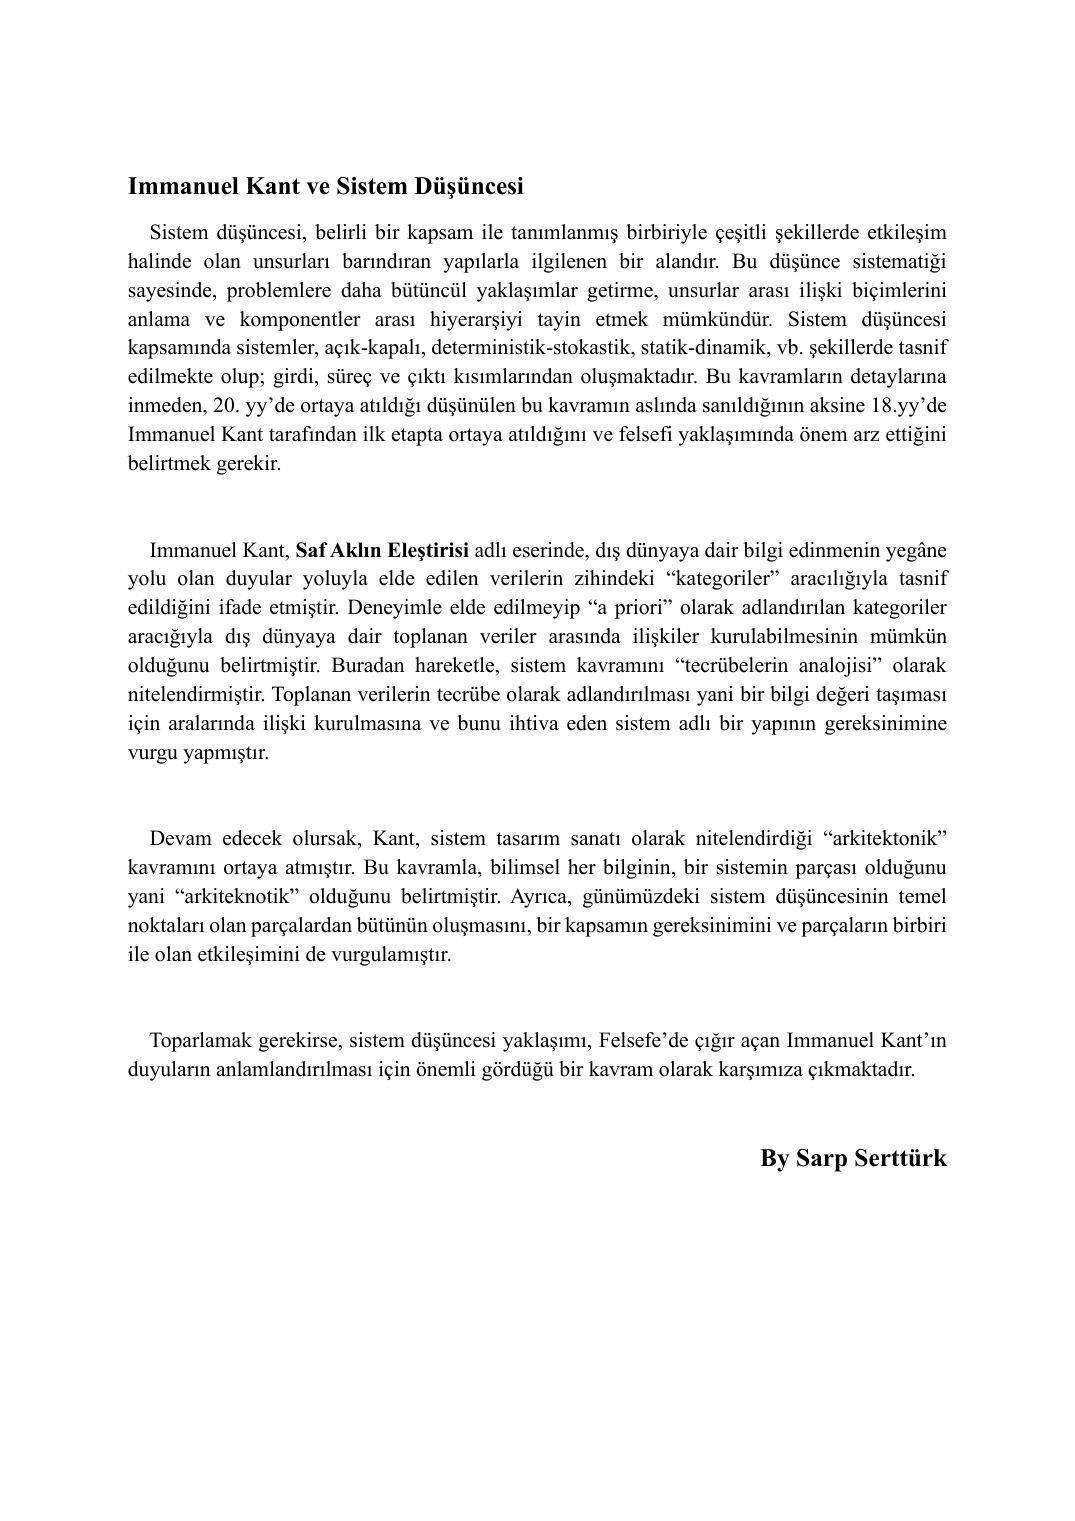 Immanuel Kant ve Sistem Düşüncesi
Sistem düşüncesi, belirli bir kapsam ile tanımlanmış birbiriyle çeşitli şekillerde etkileşim
halinde olan unsurları barındıran yapılarla ilgilenen bir alandır. Bu düşünce sistematiği
sayesinde, problemlere daha bütüncül yaklaşımlar getirme, unsurlar arası ilişki biçimlerini
anlama ve komponentler arası hiyerarşiyi tayin etmek mümkündür. Sistem düşüncesi
kapsamında sistemler, açık-kapalı, deterministik-stokastik, statik-dinamik, vb. şekillerde tasnif
edilmekte olup; girdi, süreç ve çıktı kısımlarından oluşmaktadır. Bu kavramların detaylarına
inmeden, 20. yy’de ortaya atıldığı düşünülen bu kavramın aslında sanıldığının aksine 18.yy’de
Immanuel Kant tarafından ilk etapta ortaya atıldığını ve felsefi yaklaşımında önem arz ettiğini
belirtmek gerekir.
Immanuel Kant, Saf Aklın Eleştirisi adlı eserinde, dış dünyaya dair bilgi edinmenin yegâne
yolu olan duyular yoluyla elde edilen verilerin zihindeki “kategoriler” aracılığıyla tasnif
edildiğini ifade etmiştir. Deneyimle elde edilmeyip “a priori” olarak adlandırılan kategoriler
aracığıyla dış dünyaya dair toplanan veriler arasında ilişkiler kurulabilmesinin mümkün
olduğunu belirtmiştir. Buradan hareketle, sistem kavramını “tecrübelerin analojisi” olarak
nitelendirmiştir. Toplanan verilerin tecrübe olarak adlandırılması yani bir bilgi değeri taşıması
için aralarında ilişki kurulmasına ve bunu ihtiva eden sistem adlı bir yapının gereksinimine
vurgu yapmıştır.
Devam edecek olursak, Kant, sistem tasarım sanatı olarak nitelendirdiği “arkitektonik”
kavramını ortaya atmıştır. Bu kavramla, bilimsel her bilginin, bir sistemin parçası olduğunu
yani “arkiteknotik” olduğunu belirtmiştir. Ayrıca, günümüzdeki sistem düşüncesinin temel
noktaları olan parçalardan bütünün oluşmasını, bir kapsamın gereksinimini ve parçaların birbiri
ile olan etkileşimini de vurgulamıştır.
Toparlamak gerekirse, sistem düşüncesi yaklaşımı, Felsefe’de çığır açan Immanuel Kant’ın
duyuların anlamlandırılması için önemli gördüğü bir kavram olarak karşımıza çıkmaktadır.
By Sarp Serttürk